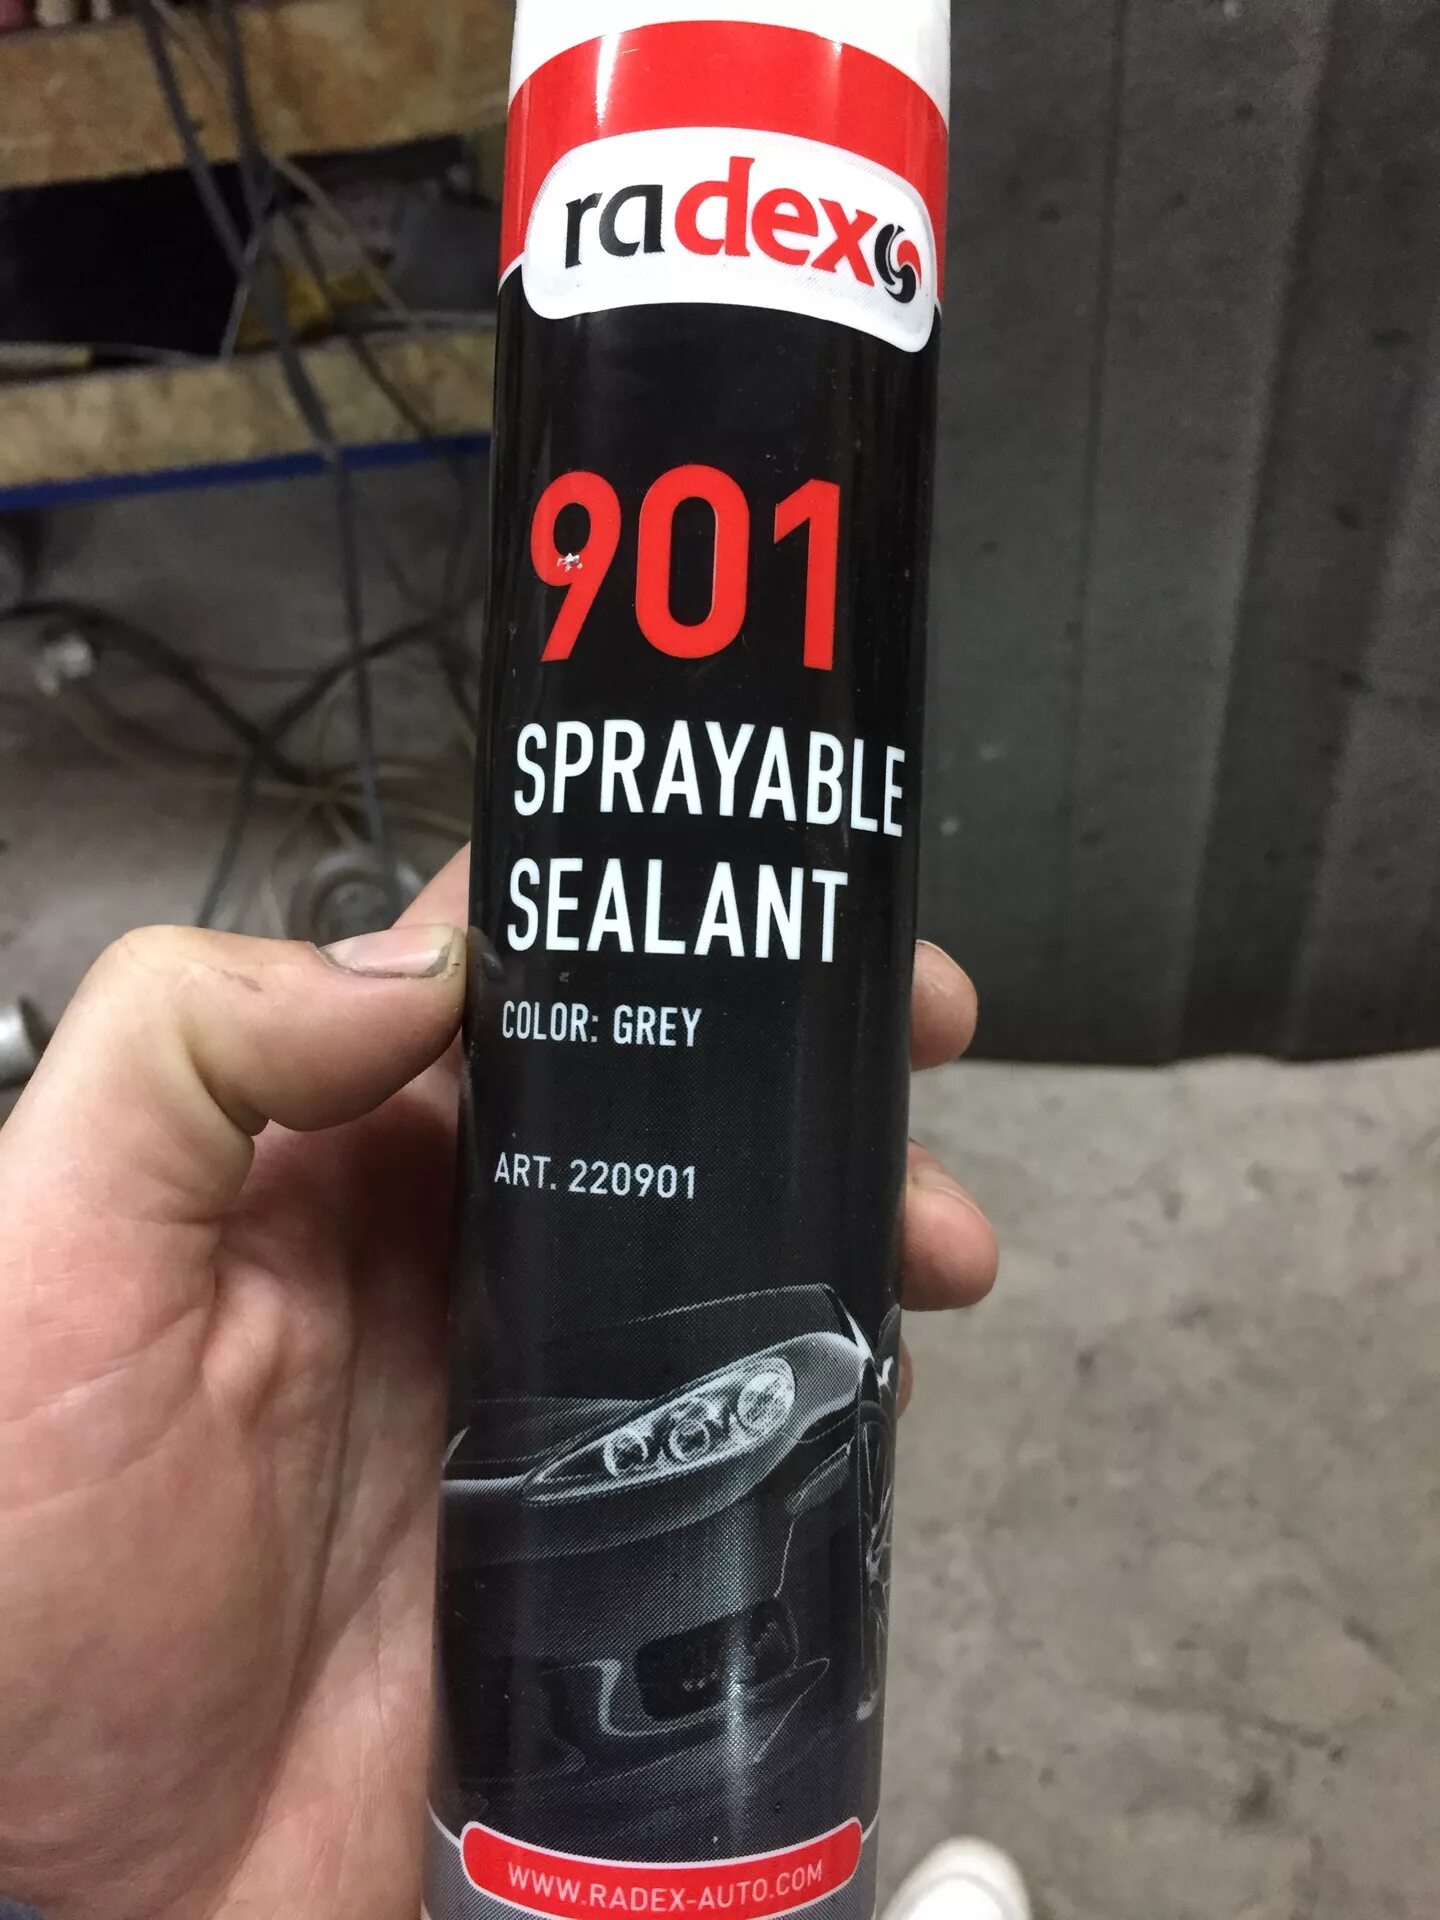 radex
901
SPRAYABLE
SEALANT
COLOR: GREY
ART. 220901
WWW.RADEX-AUTO.COM